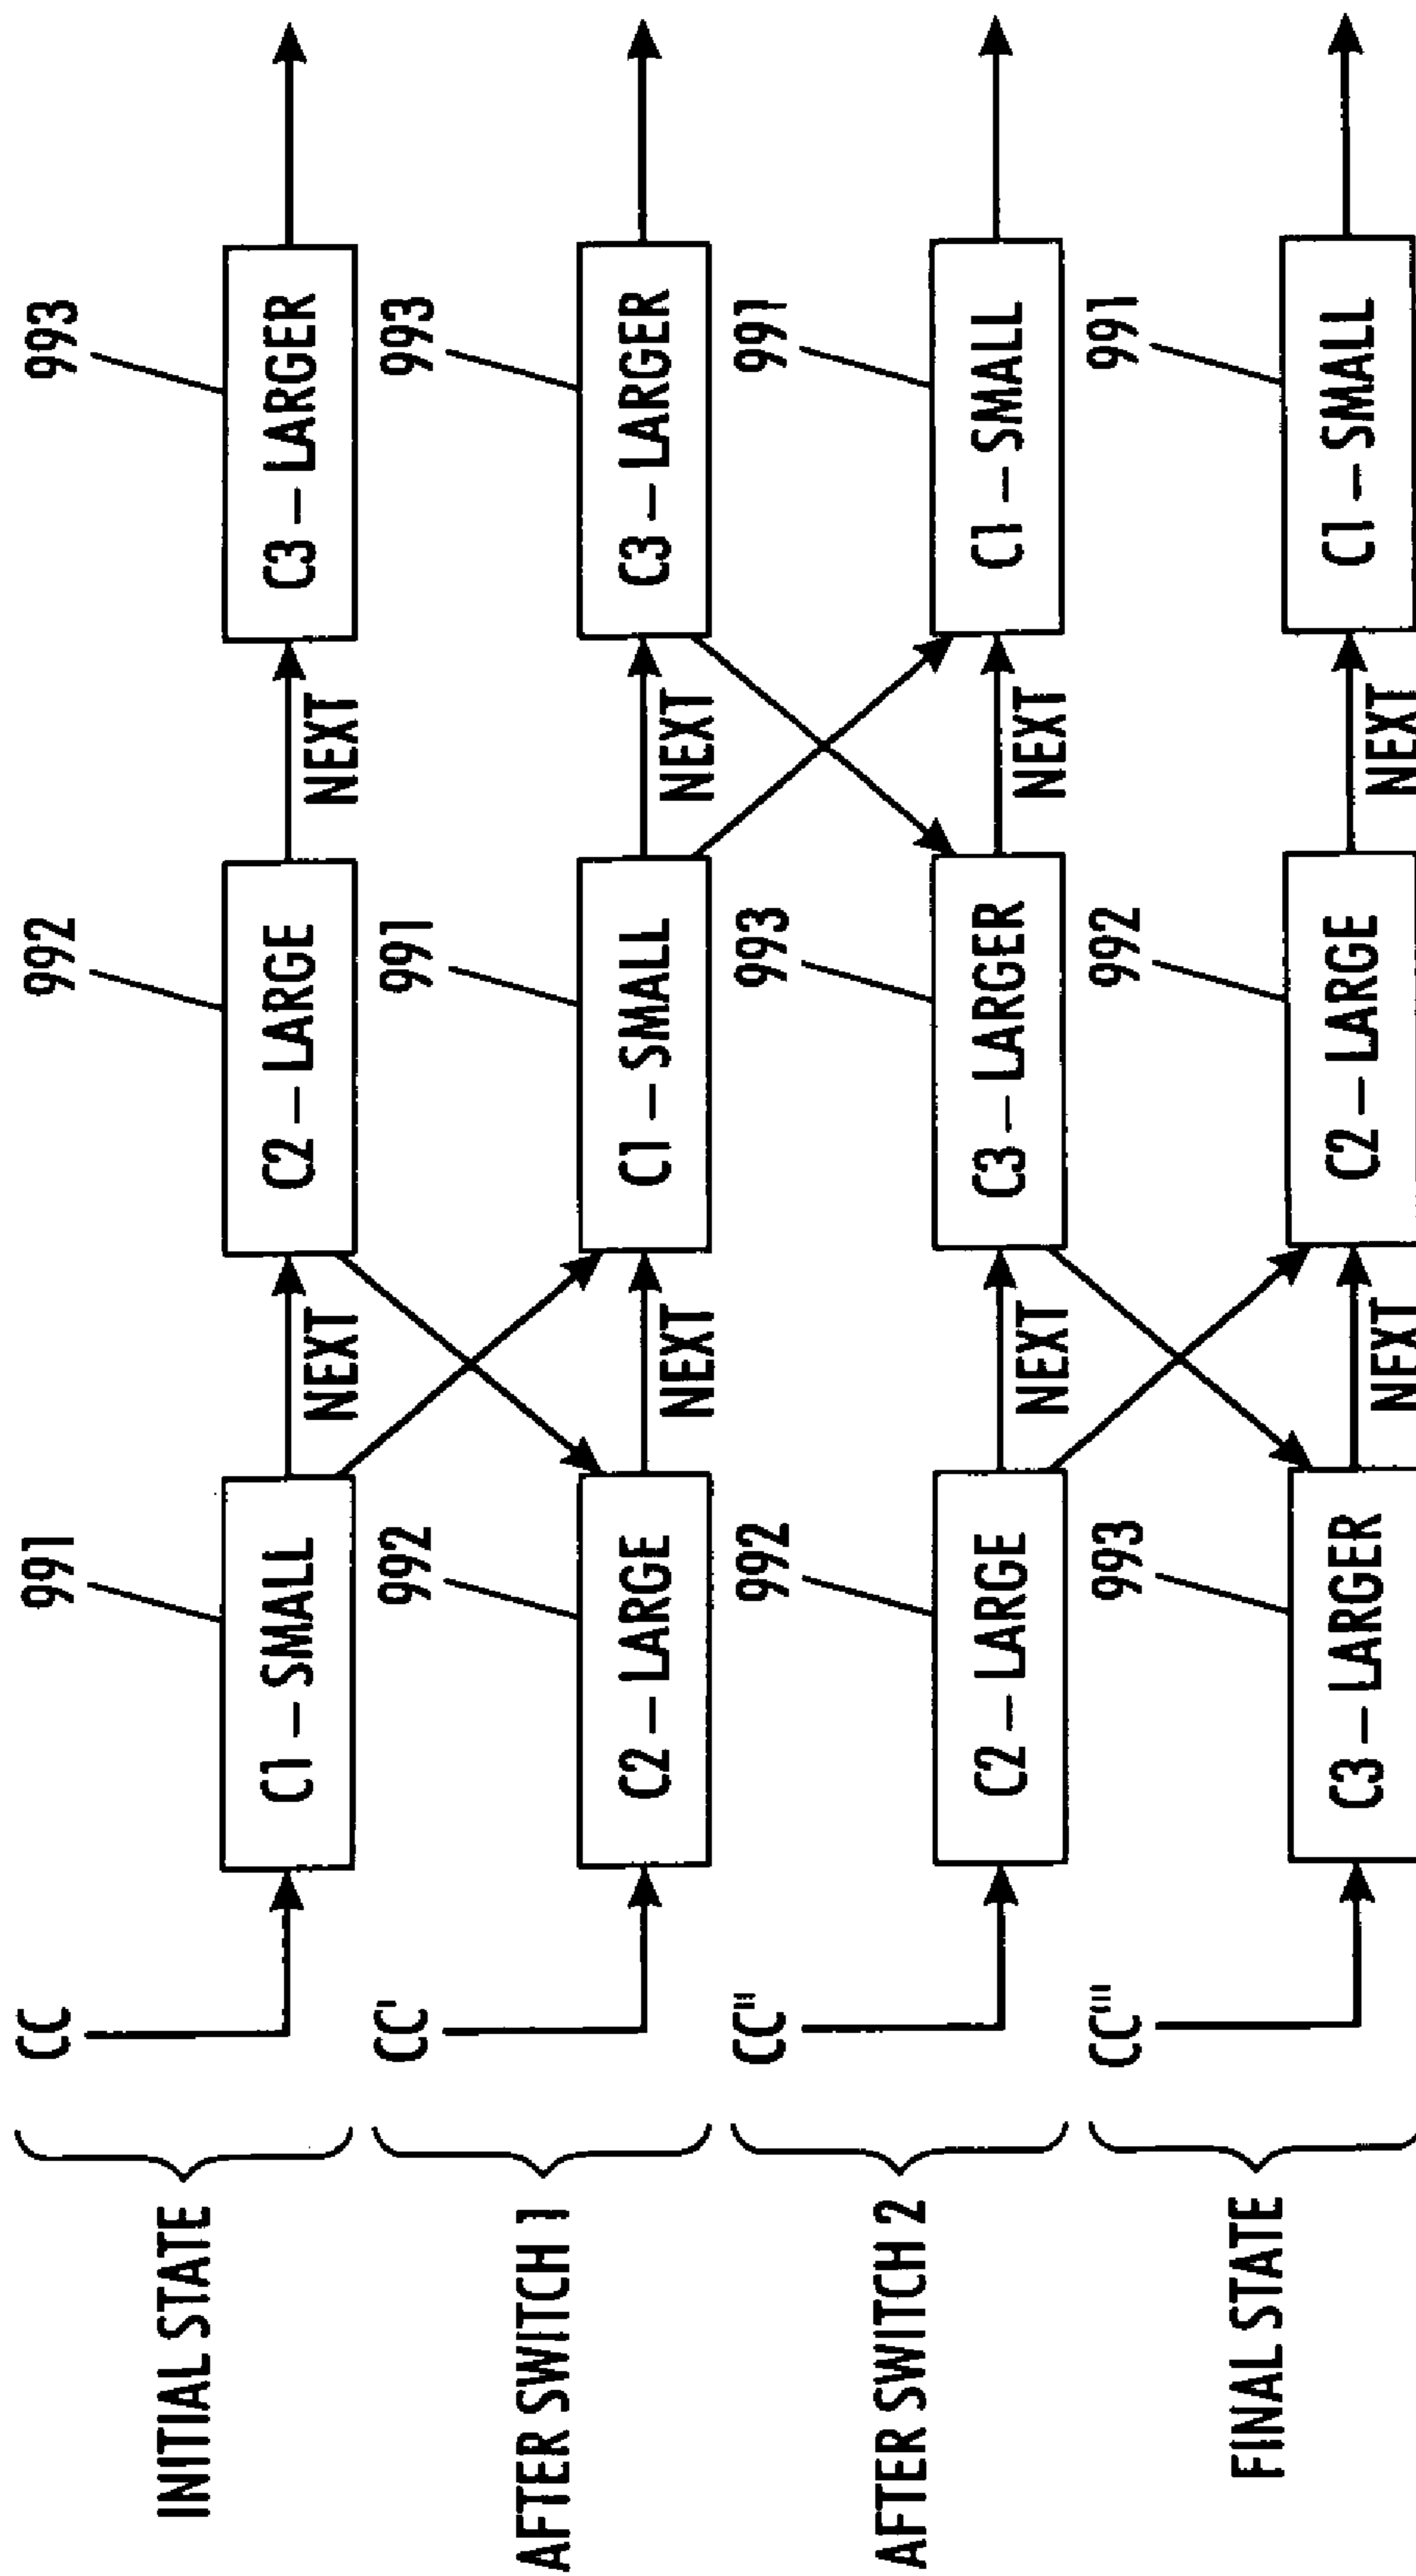 INITIAL STATE
CC
991
C1 – SMALL
NEXT
992
C2 – LARGE
NEXT
993
C3 – LARGER
AFTER SWITCH 1
CC'
992
C2 – LARGE
NEXT
991
C1 – SMALL
NEXT
993
C3 – LARGER
AFTER SWITCH 2
CC"
992
C2 – LARGE
NEXT
993
C3 – LARGER
NEXT
991
C1 – SMALL
FINAL STATE
CC'''
993
C3 – LARGER
NEXT
992
C2 – LARGE
NEXT
991
C1 – SMALL